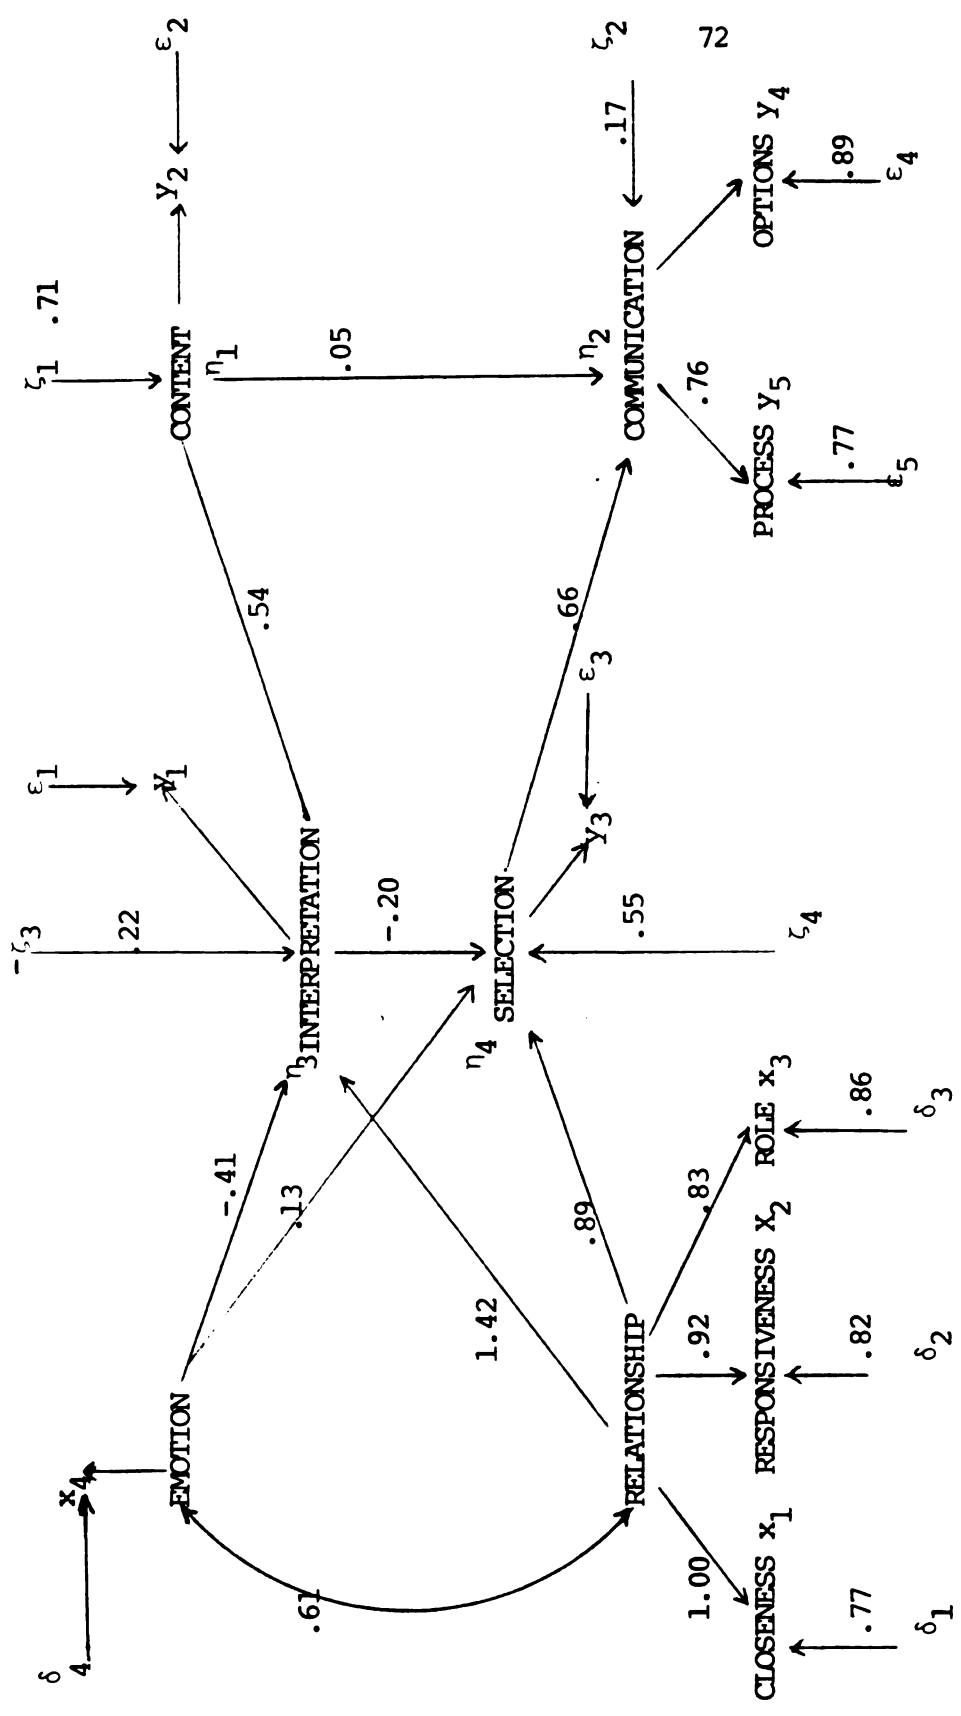 δ4
x4
EMOTION
.61
-.41
.13
-ζ3
.22
η3 INTERPRETATION
ε1
y1
.54
ζ1
.71
CONTENT
η1
y2
ε2
1.42
-.20
.05
RELATIONSHIP
.89
η4
SELECTION
y3
ε3
.66
η2
COMMUNICATION
.17
ζ2
1.00
.92
.83
.55
ζ4
.76
CLOSENESS x1
RESPONSIVENESS X2
ROLE x3
PROCESS y5
OPTIONS y4
.77
.82
.86
.77
.89
δ1
δ2
δ3
ε5
ε4
72